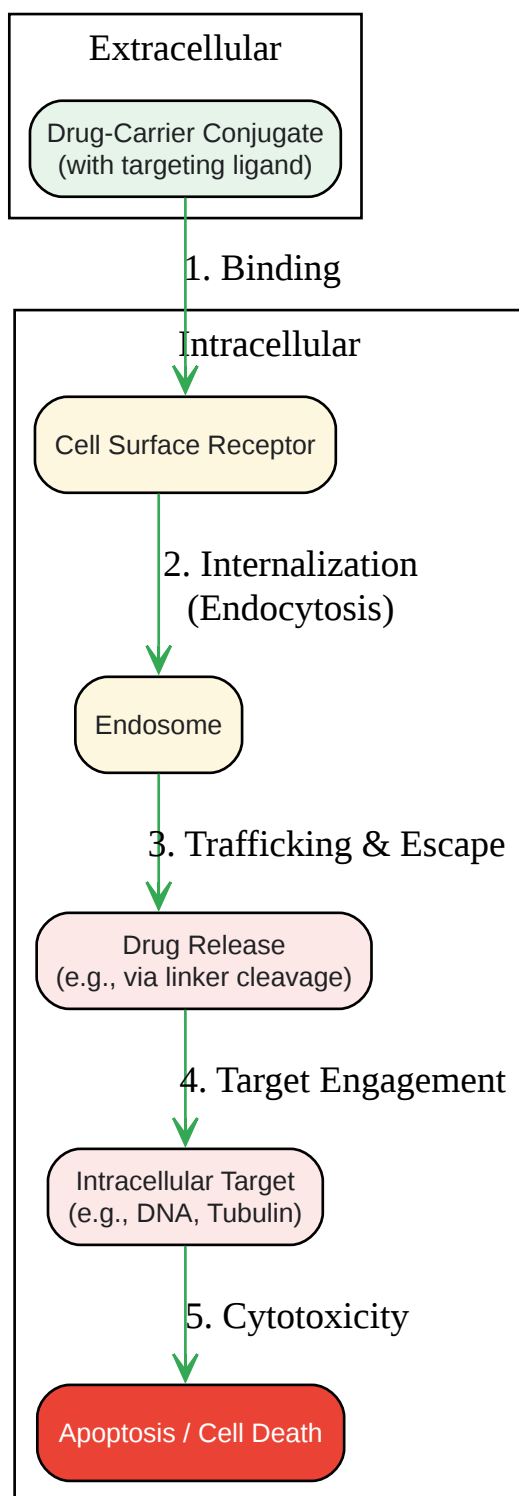 Extracellular
Drug-Carrier Conjugate
(with targeting ligand)
1. Binding
Intracellular
Cell Surface Receptor
2. Internalization
(Endocytosis)
Endosome
3. Trafficking & Escape
Drug Release
(e.g., via linker cleavage)
4. Target Engagement
Intracellular Target
(e.g., DNA, Tubulin)
5. Cytotoxicity
Apoptosis / Cell Death